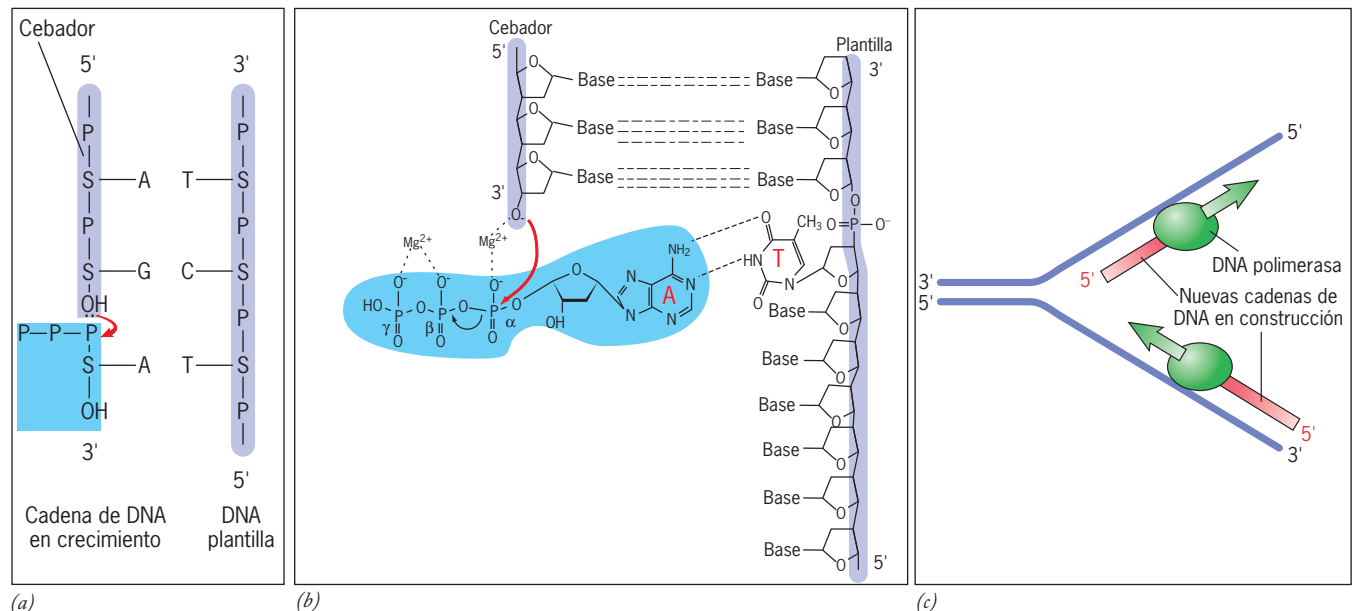 Cebador
5'
3'
P
P
S
A
T
S
P
P
S
G
C
S
OH
P
P
P
P
S
A
T
S
OH
P
3'
5'
Cadena de DNA
en crecimiento
DNA
plantilla
(a)
Cebador
5'
Plantilla
3'
O
Base
Base
O
O
Base
Base
O
O
Base
Base
O
3'
O-
O
O=P—O⁻
O
CH₃
Mg²⁺
Mg²⁺
NH₂
HN
T
N
O
O
O⁻
O⁻
O⁻
HO
P
O
P
O
P
O
O
N
N
A
N
N
γ
β
α
O
O
O
OH
Base
O
Base
O
Base
O
Base
O
Base
O
Base
O
5'
(b)
5'
3'
5'
5'
DNA polimerasa
Nuevas cadenas de
DNA en construcción
5'
3'
(c)